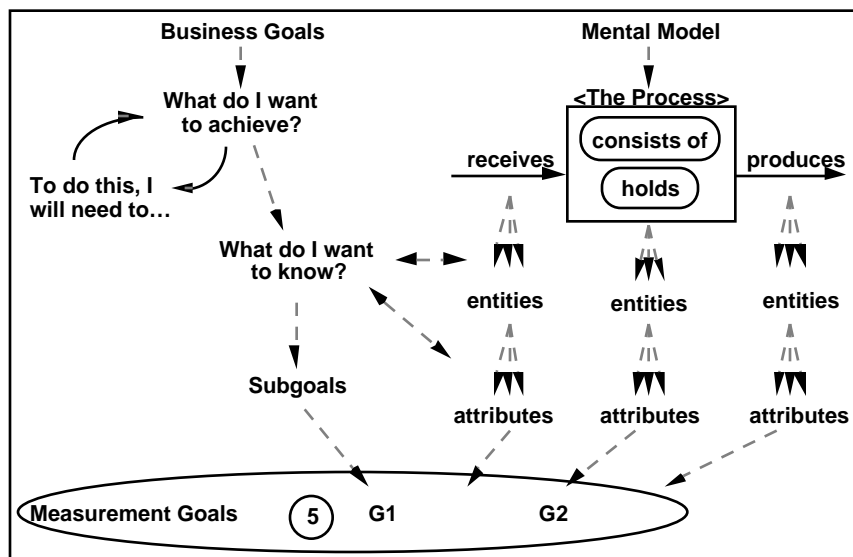 Business Goals
Mental Model
What do I want
to achieve?
<The Process>
consists of
receives
produces
To do this, I
will need to…
holds
What do I want
to know?
entities
entities
entities
Subgoals
attributes
attributes
attributes
Measurement Goals
5
G1
G2